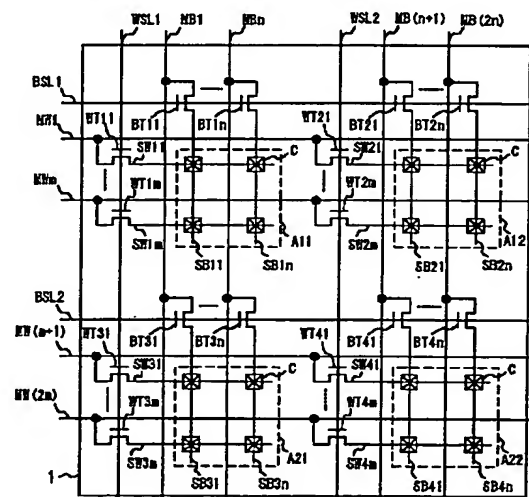 WSL1 MB1 MBn WSL2 MB(n+1) MB(2n)
BSL1
BT11 BT1n BT21 BT2n
MW1 WT11 WT21
SW11 C SW21 C
MWm WT1m WT2m
SW1m A11 SW2m A12
SB11 SB1n SB21 SB2n
BSL2
BT31 BT3n BT41 BT4n
MW(m+1) WT31 WT41
SW31 C SW41 C
MW(2m) WT3m WT4m
SW3m A21 SW4m A22
1 SB31 SB3n SB41 SB4n